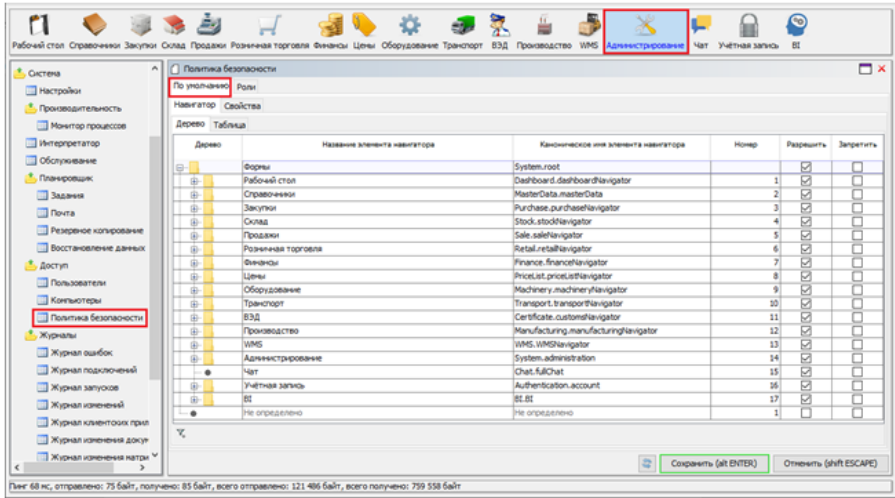 Рабочий стол Справочники Закупки Склад Продажи Розничная торговля Финансы Цены Оборудование Транспорт ВЭД Производство WMS Администрирование Чат Учётная запись BI
Система
Настройки
Производительность
Монитор процессов
Интерпретатор
Обслуживание
Планировщик
Задания
Почта
Резервное копирование
Восстановление данных
Доступ
Пользователи
Компьютеры
Политика безопасности
Журналы
Журнал ошибок
Журнал подключений
Журнал запусков
Журнал изменений
Журнал клиентских прил
Журнал изменения докум
Журнал изменения матри
Политика безопасности
По умолчанию Роли
Навигатор Свойства
Дерево Таблица
Дерево Название элемента навигатора Каноническое имя элемента навигатора Номер Разрешить Запретить
Формы System.root
Рабочий стол Dashboard.dashboardNavigator 1
Справочники MasterData.masterData 2
Закупки Purchase.purchaseNavigator 3
Склад Stock.stockNavigator 4
Продажи Sale.saleNavigator 5
Розничная торговля Retail.retailNavigator 6
Финансы Finance.financeNavigator 7
Цены PriceList.priceListNavigator 8
Оборудование Machinery.machineryNavigator 9
Транспорт Transport.transportNavigator 10
ВЭД Certificate.customsNavigator 11
Производство Manufacturing.manufacturingNavigator 12
WMS WMS.WMSNavigator 13
Администрирование System.administration 14
Чат Chat.fullChat 15
Учётная запись Authentication.account 16
BI BI.BI 17
Не определено Не определено 1
Сохранить (alt ENTER) Отменить (shift ESCAPE)
Пинг 68 мс, отправлено: 75 байт, получено: 85 байт, всего отправлено: 121 486 байт, всего получено: 759 558 байт